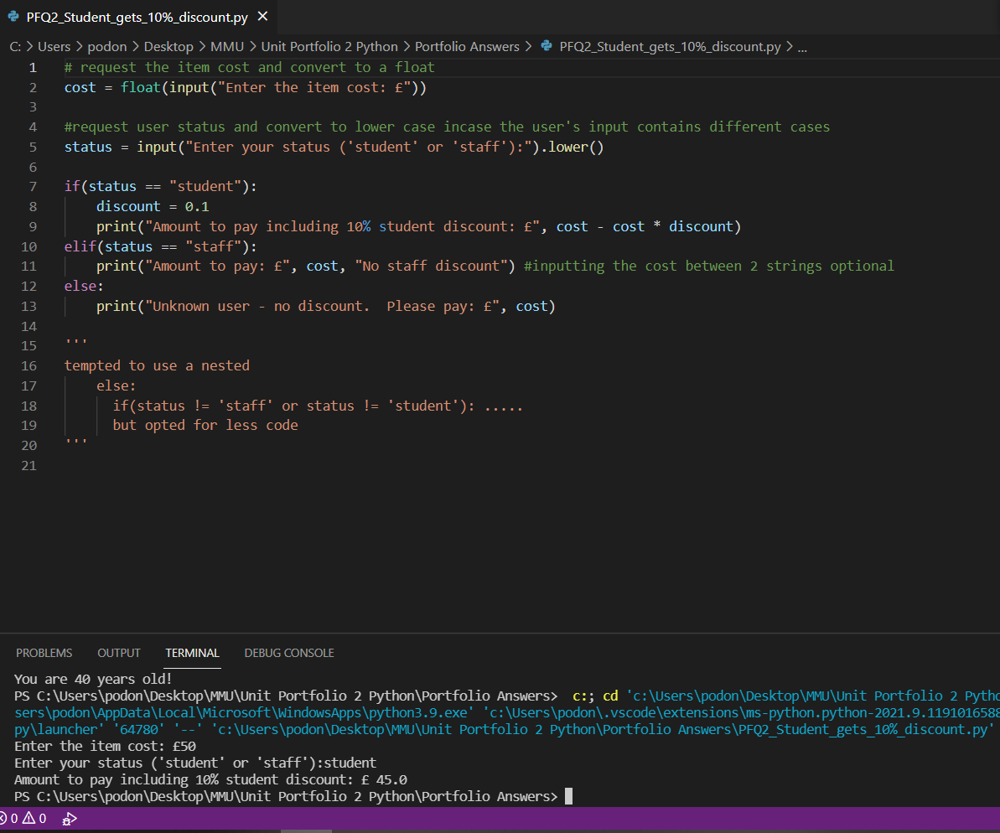 PFQ2_Student_gets_10%_discount.py ✕
C: > Users > podon > Desktop > MMU > Unit Portfolio 2 Python > Portfolio Answers > PFQ2_Student_gets_10%_discount.py > ...
1 # request the item cost and convert to a float
2 cost = float(input("Enter the item cost: £"))
3
4 #request user status and convert to lower case incase the user's input contains different cases
5 status = input("Enter your status ('student' or 'staff'):").lower()
6
7 if(status == "student"):
8     discount = 0.1
9     print("Amount to pay including 10% student discount: £", cost - cost * discount)
10 elif(status == "staff"):
11     print("Amount to pay: £", cost, "No staff discount") #inputting the cost between 2 strings optional
12 else:
13     print("Unknown user - no discount.  Please pay: £", cost)
14
15 '''
16 tempted to use a nested
17     else:
18       if(status != 'staff' or status != 'student'): .....
19       but opted for less code
20 '''
21
PROBLEMS OUTPUT TERMINAL DEBUG CONSOLE
You are 40 years old!
PS C:\Users\podon\Desktop\MMU\Unit Portfolio 2 Python\Portfolio Answers>  c:; cd 'c:\Users\podon\Desktop\MMU\Unit Portfolio 2 Pytho
sers\podon\AppData\Local\Microsoft\WindowsApps\python3.9.exe' 'c:\Users\podon\.vscode\extensions\ms-python.python-2021.9.1191016588
py\launcher' '64780' '--' 'c:\Users\podon\Desktop\MMU\Unit Portfolio 2 Python\Portfolio Answers\PFQ2_Student_gets_10%_discount.py'
Enter the item cost: £50
Enter your status ('student' or 'staff'):student
Amount to pay including 10% student discount: £ 45.0
PS C:\Users\podon\Desktop\MMU\Unit Portfolio 2 Python\Portfolio Answers>
0 0